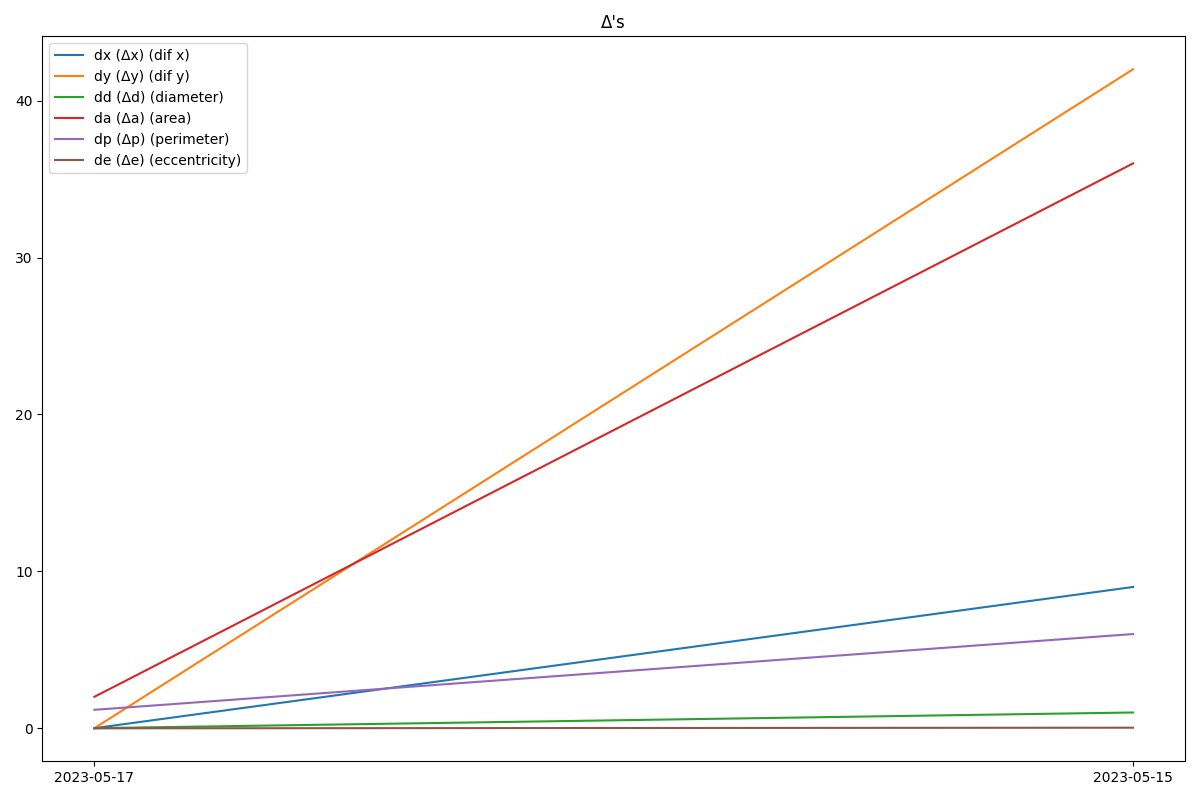 Δ's
dx (Δx) (dif x)
dy (Δy) (dif y)
dd (Δd) (diameter)
da (Δa) (area)
dp (Δp) (perimeter)
de (Δe) (eccentricity)
40
30
20
10
0
2023-05-17
2023-05-15